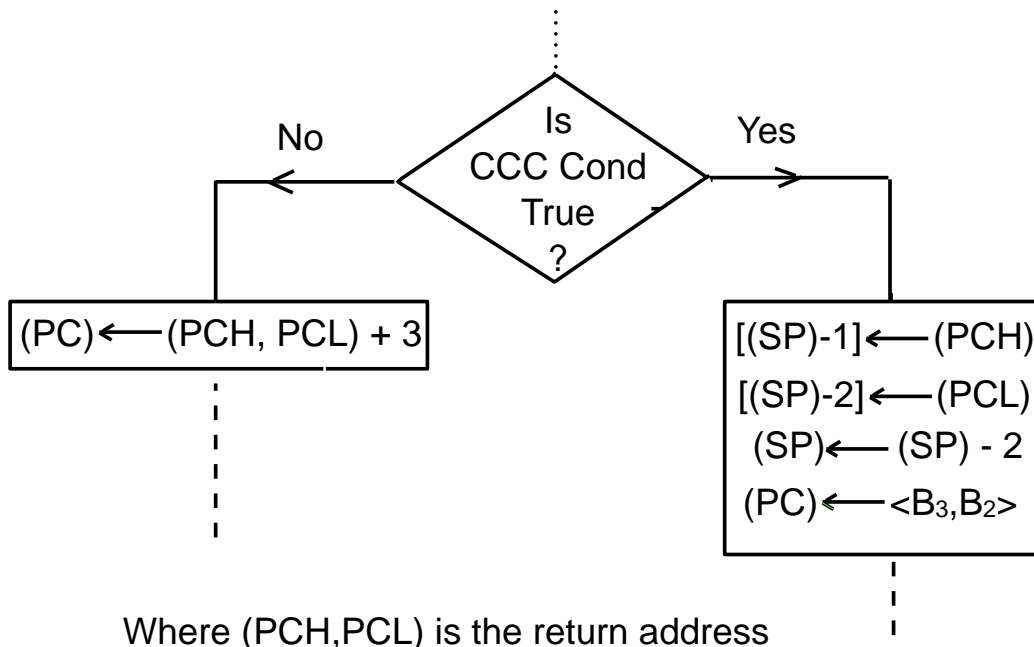 No
Is
CCC Cond
True
?
Yes
(PC)←(PCH, PCL) + 3
[(SP)-1]←(PCH)
[(SP)-2]←(PCL)
(SP)←(SP) - 2
(PC)←<B₃,B₂>
Where (PCH,PCL) is the return address